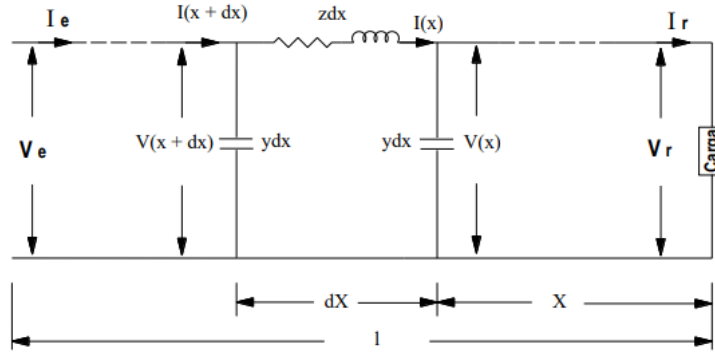 I e
I(x + dx)
zdx
I(x)
I r
V e
V(x + dx)
ydx
ydx
V(x)
V r
Carga
dX
X
l